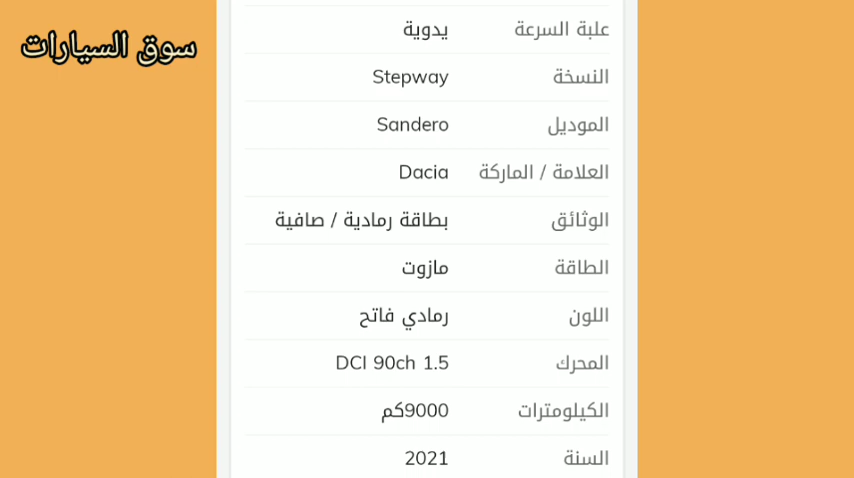 سوق السيارات
علبة السرعة يدوية
النسخة Stepway
الموديل Sandero
العلامة / الماركة Dacia
الوثائق بطاقة رمادية / صافية
الطاقة مازوت
اللون رمادي فاتح
المحرك 1.5 DCI 90ch
الكيلومترات 9000كم
السنة 2021